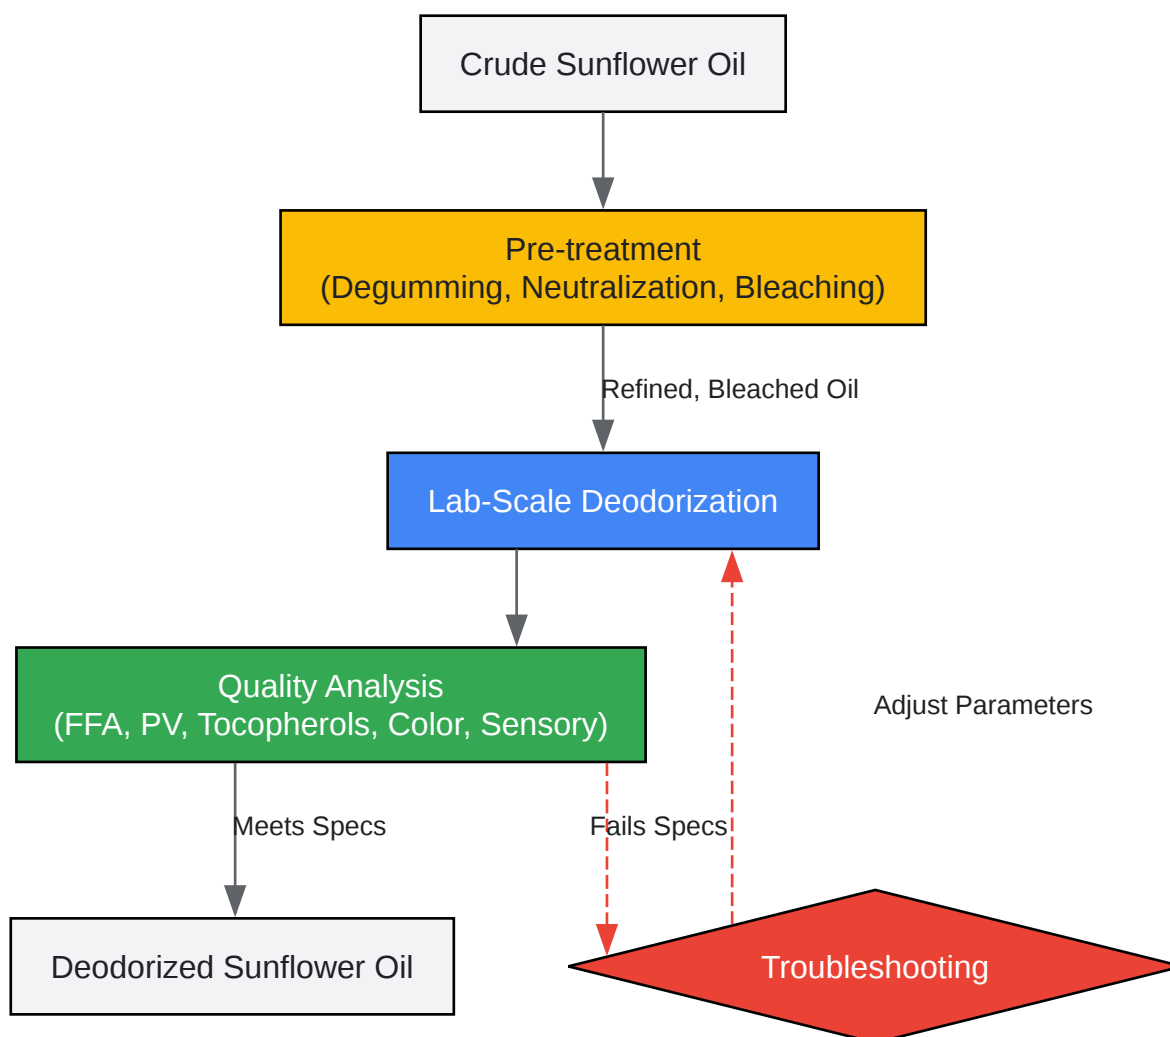 Crude Sunflower Oil
Pre-treatment
(Degumming, Neutralization, Bleaching)
Refined, Bleached Oil
Lab-Scale Deodorization
Quality Analysis
(FFA, PV, Tocopherols, Color, Sensory)
Adjust Parameters
Meets Specs
Fails Specs
Deodorized Sunflower Oil
Troubleshooting